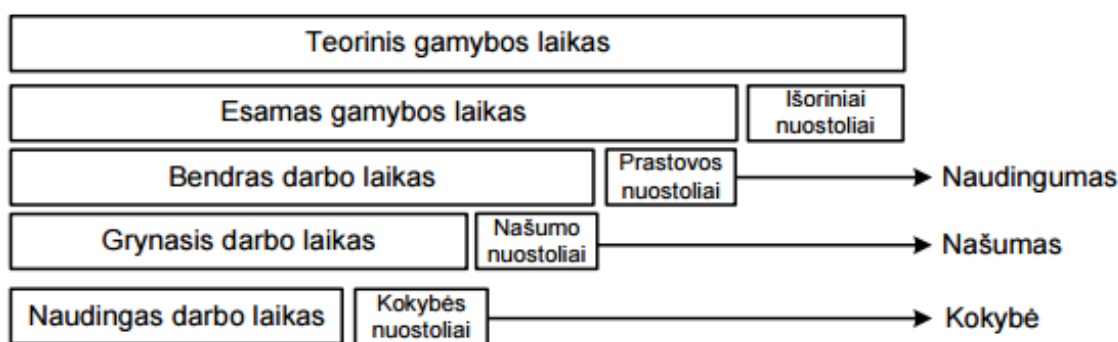 Teorinis gamybos laikas
Esamas gamybos laikas
Išoriniai
nuostoliai
Bendras darbo laikas
Prastovos
nuostoliai
Naudingumas
Grynasis darbo laikas
Našumo
nuostoliai
Našumas
Naudingas darbo laikas
Kokybės
nuostoliai
Kokybė